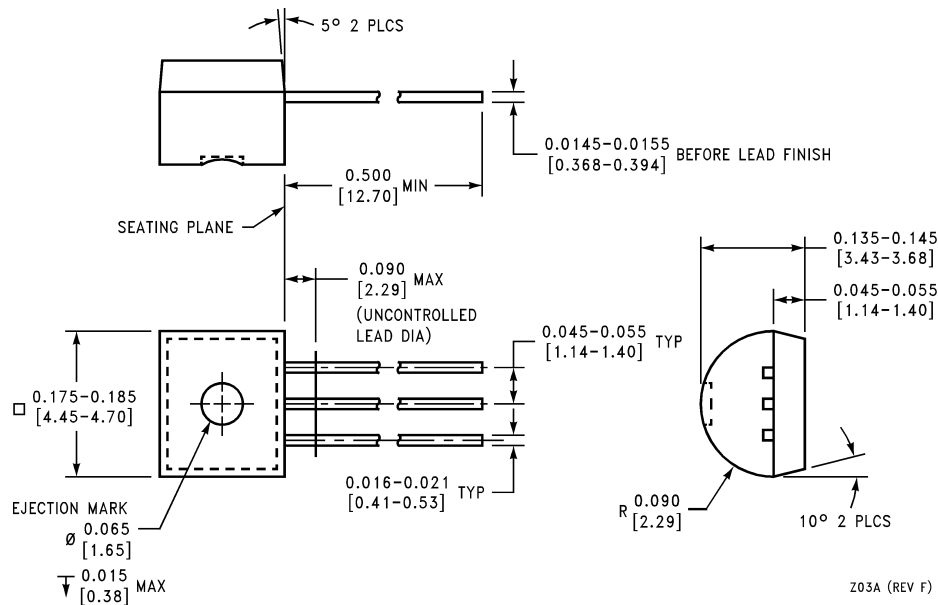 5° 2 PLCS
0.0145-0.0155
[0.368-0.394]
BEFORE LEAD FINISH
0.500
[12.70]
MIN
SEATING PLANE
0.090
[2.29]
MAX
(UNCONTROLLED
LEAD DIA)
0.135-0.145
[3.43-3.68]
0.045-0.055
[1.14-1.40]
0.045-0.055
[1.14-1.40]
TYP
□ 0.175-0.185
[4.45-4.70]
0.016-0.021
[0.41-0.53]
TYP
EJECTION MARK
Ø 0.065
[1.65]
0.015
[0.38]
MAX
R 0.090
[2.29]
10° 2 PLCS
Z03A (REV F)